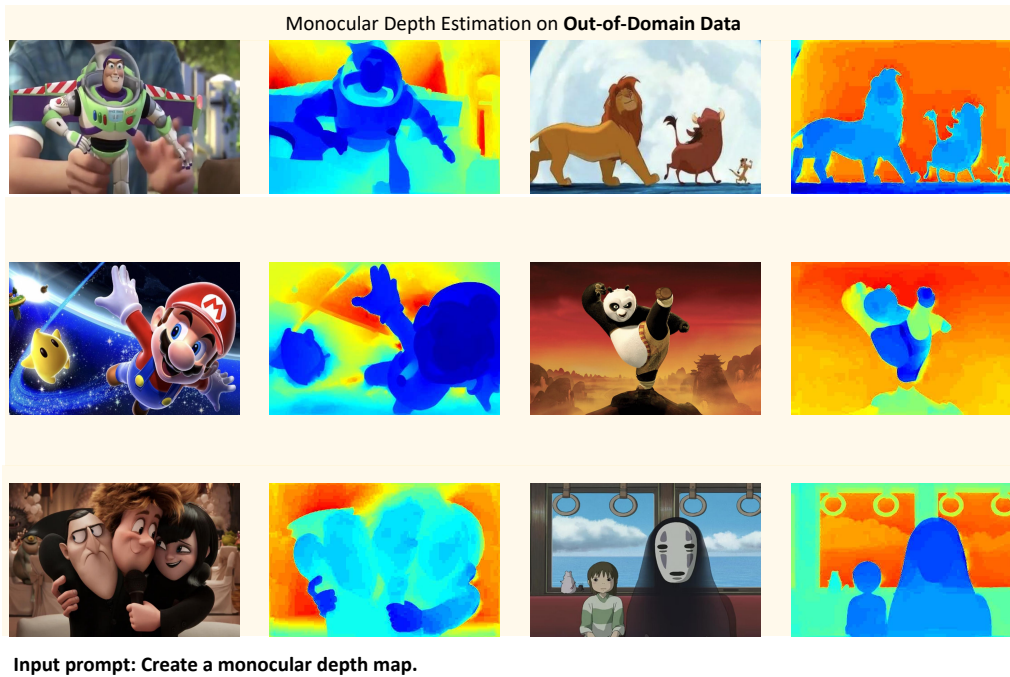 Monocular Depth Estimation on Out-of-Domain Data
M
Input prompt: Create a monocular depth map.